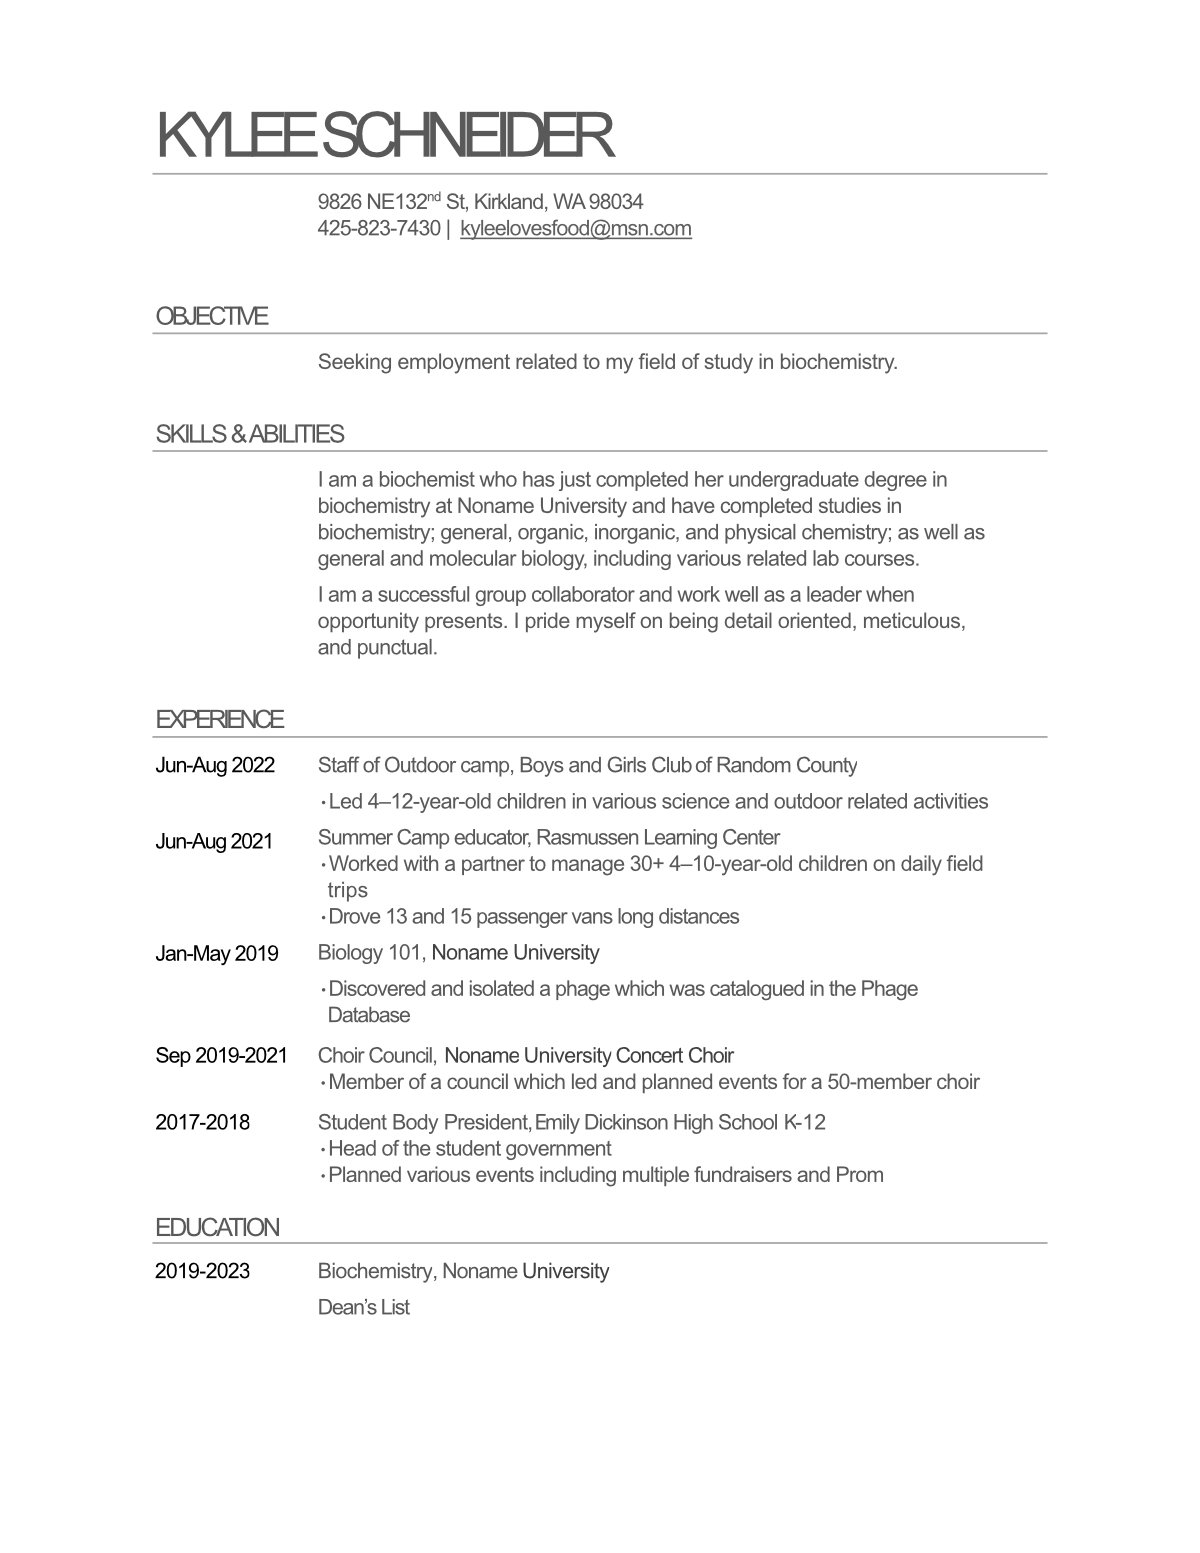 KYLEE SCHNEIDER
9826 NE132nd St, Kirkland, WA 98034
425-823-7430 | kyleelovesfood@msn.com
OBJECTIVE
Seeking employment related to my field of study in biochemistry.
SKILLS & ABILITIES
I am a biochemist who has just completed her undergraduate degree in
biochemistry at Noname University and have completed studies in
biochemistry; general, organic, inorganic, and physical chemistry; as well as
general and molecular biology, including various related lab courses.
I am a successful group collaborator and work well as a leader when
opportunity presents. I pride myself on being detail oriented, meticulous,
and punctual.
EXPERIENCE
Jun-Aug 2022 Staff of Outdoor camp, Boys and Girls Club of Random County
· Led 4–12-year-old children in various science and outdoor related activities
Jun-Aug 2021 Summer Camp educator, Rasmussen Learning Center
· Worked with a partner to manage 30+ 4–10-year-old children on daily field
trips
· Drove 13 and 15 passenger vans long distances
Jan-May 2019 Biology 101, Noname University
· Discovered and isolated a phage which was catalogued in the Phage
Database
Sep 2019-2021 Choir Council, Noname University Concert Choir
· Member of a council which led and planned events for a 50-member choir
2017-2018 Student Body President, Emily Dickinson High School K-12
· Head of the student government
· Planned various events including multiple fundraisers and Prom
EDUCATION
2019-2023 Biochemistry, Noname University
Dean's List